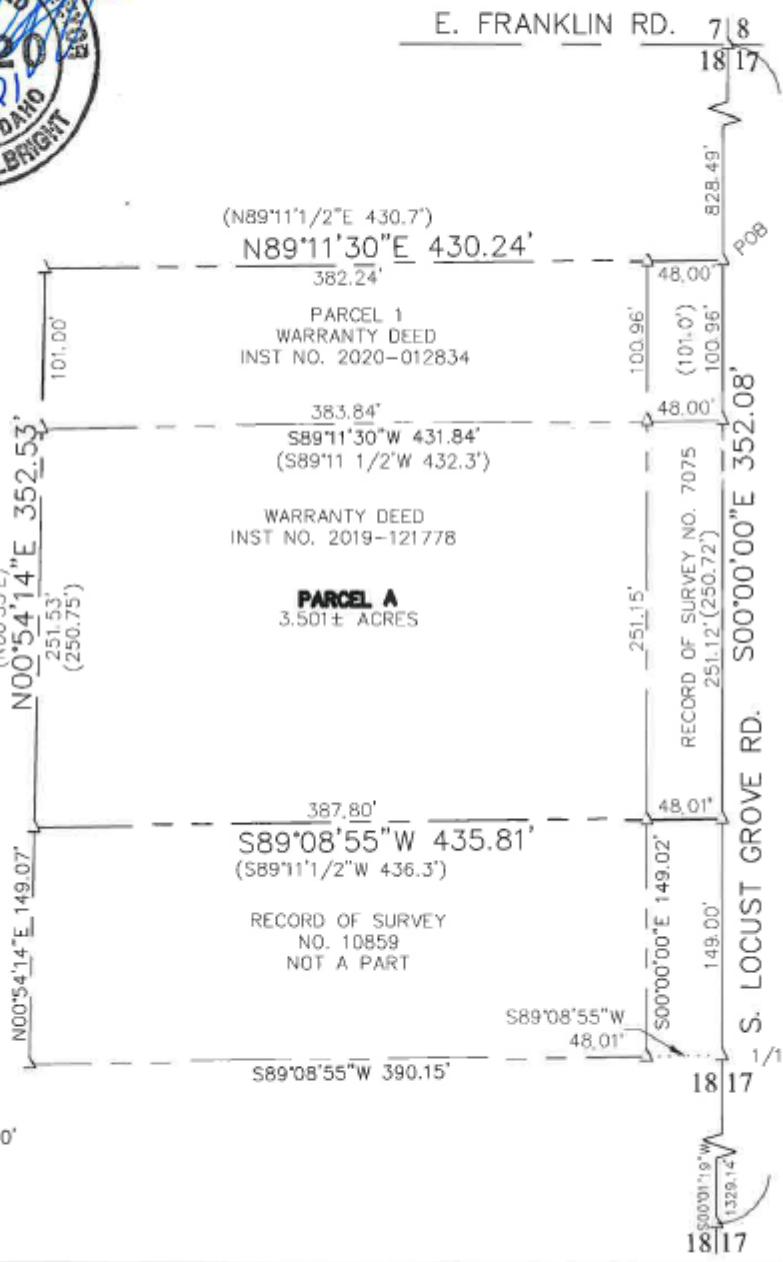 E. FRANKLIN RD.
7 8
18 17
20
IDAHO
828.49'
POB
(N89°11'1/2"E 430.7')
N89°11'30"E 430.24'
382.24'
48.00'
101.00'
PARCEL 1
WARRANTY DEED
INST NO. 2020-012834
100.96'
(101.0')
100.96'
383.84'
48.00'
S89°11'30"W 431.84'
(S89°11 1/2'W 432.3')
N00°54'14"E 352.53'
251.53'
(250.75')
WARRANTY DEED
INST NO. 2019-121778
PARCEL A
3.501± ACRES
251.15'
RECORD OF SURVEY NO. 7075
251.12'(250.72')
S00°00'00"E 352.08'
S. LOCUST GROVE RD.
387.80'
48.01'
S89°08'55"W 435.81'
(S89°11'1/2"W 436.3')
N00°54'14"E 149.07'
RECORD OF SURVEY
NO. 10859
NOT A PART
S00°00'00"E 149.02'
149.00'
S89°08'55"W
48.01'
S89°08'55"W 390.15'
1/1
18 17
0'
S00°01'19"W
1329.14'
18 17